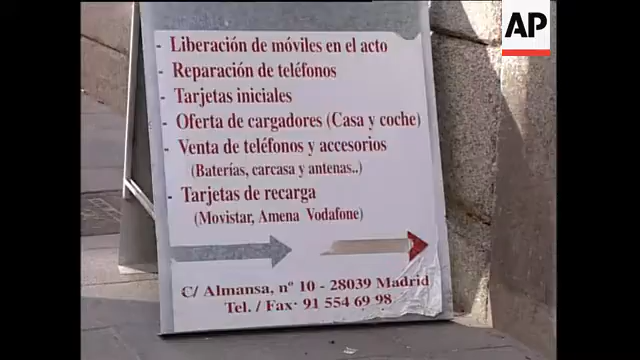 AP
- Liberación de móviles en el acto
- Reparación de teléfonos
- Tarjetas iniciales
- Oferta de cargadores (Casa y coche)
- Venta de teléfonos y accesorios
(Baterías, carcasa y antenas..)
- Tarjetas de recarga
(Movistar, Amena Vodafone)
C/ Almansa, nº 10 - 28039 Madrid
Tel. / Fax: 91 554 69 98